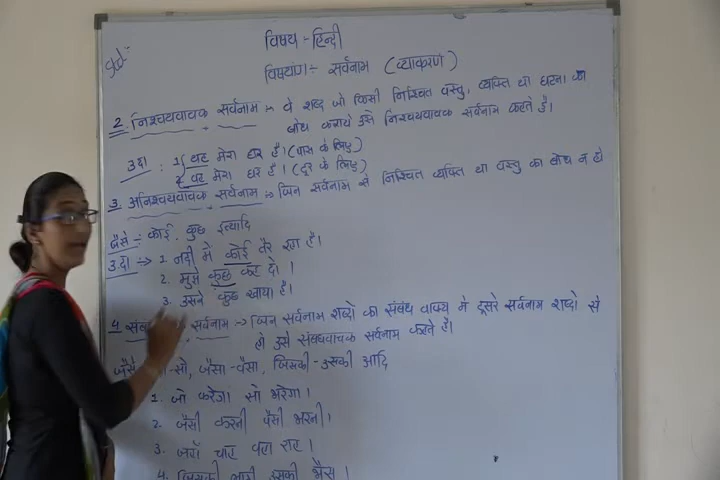 Std:-
विषय - हिन्दी
विषयांग :- सर्वनाम (व्याकरण)
2. निश्चयवाचक सर्वनाम :- वे शब्द जो किसी निश्चित वस्तु, व्यक्ति या घटना का
बोध कराये उसे निश्चयवाचक सर्वनाम कहते है।
उदा : 1 यह मेरा घर है। (पास के लिए)
2 वह मेरा घर है। (दूर के लिए)
3. अनिश्चयवाचक सर्वनाम :- जिन सर्वनाम से निश्चित व्यक्ति या वस्तु का बोध न हो
जैसे :- कोई, कुछ इत्यादि
उदा :→ 1. नदी में कोई तैर रहा है।
2. मुझे कुछ कह दो ।
3. उसने कुछ खाया है।
4 सर्वनाम :→ जिन सर्वनाम शब्दों का संबंध वाक्य मे दूसरे सर्वनाम शब्दो से
हो उसे संबंधवाचक सर्वनाम कहते है।
जैसे -सो, जैसा-वैसा, जिसकी-उसकी आदि
1. जो करेगा सो भरेगा।
2. जैसी करनी वैसी भरनी।
3. जहाँ चाह वहा राह ।
4. जिसकी लाठी उसकी भैंस ।